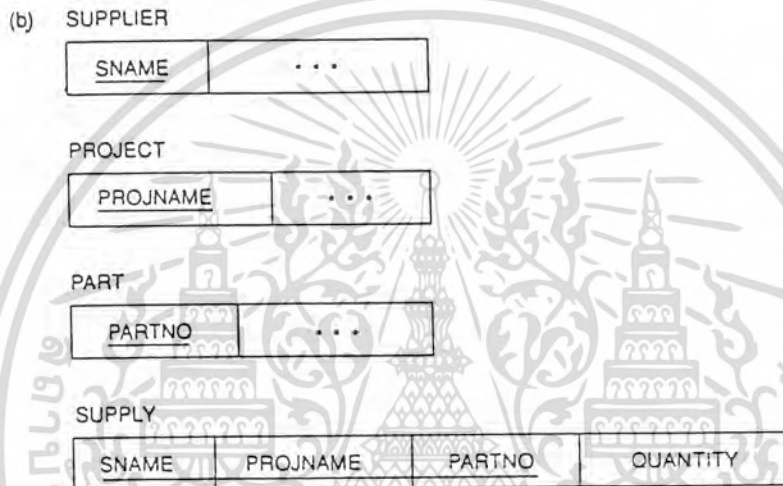 (b) SUPPLIER
SNAME . . .
PROJECT
PROJNAME . . .
PART
PARTNO . . .
SUPPLY
SNAME PROJNAME PARTNO QUANTITY